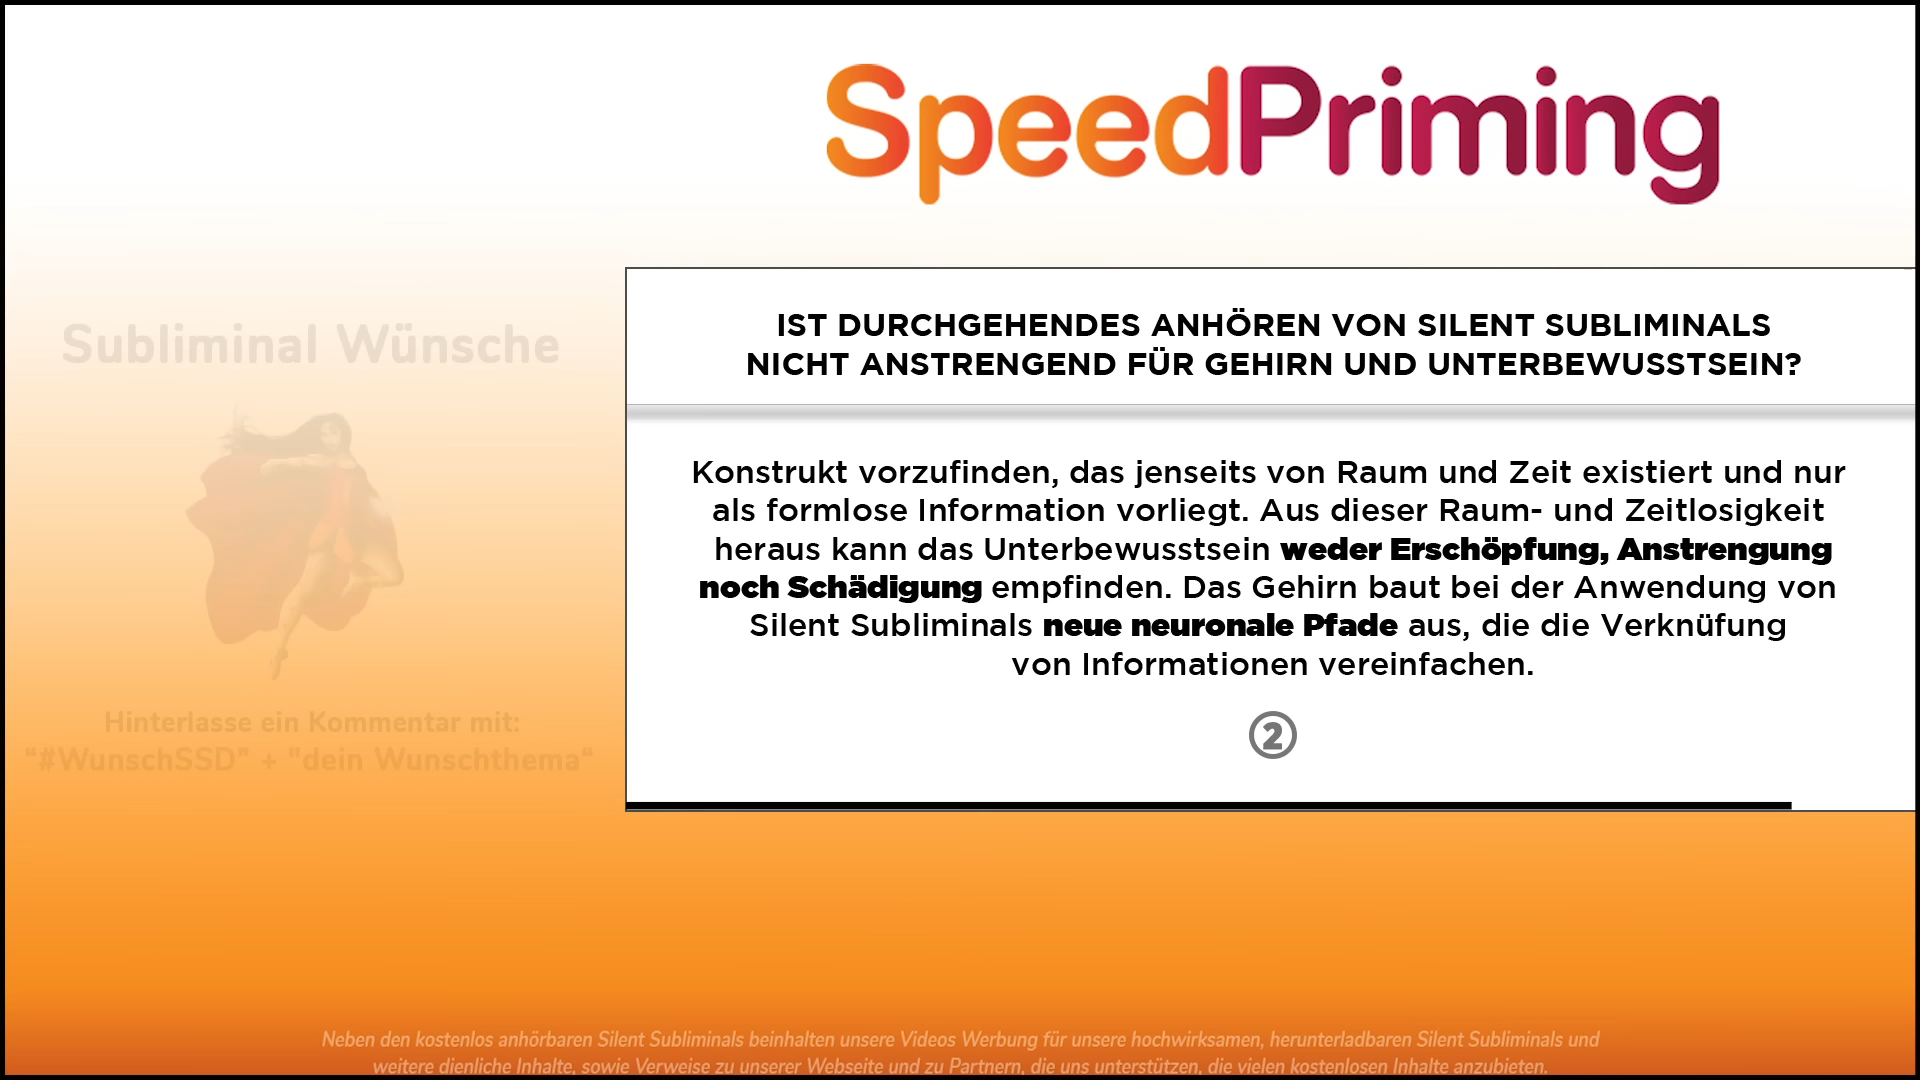 SpeedPriming
IST DURCHGEHENDES ANHÖREN VON SILENT SUBLIMINALS
NICHT ANSTRENGEND FÜR GEHIRN UND UNTERBEWUSSTSEIN?
Subliminal Wünsche
Hinterlasse ein Kommentar mit:
"#WunschSSD" + "dein Wunschthema“
Konstrukt vorzufinden, das jenseits von Raum und Zeit existiert und nur
als formlose Information vorliegt. Aus dieser Raum- und Zeitlosigkeit
heraus kann das Unterbewusstsein weder Erschöpfung, Anstrengung
noch Schädigung empfinden. Das Gehirn baut bei der Anwendung von
Silent Subliminals neue neuronale Pfade aus, die die Verknüfung
von Informationen vereinfachen.
2
Neben den kostenlos anhörbaren Silent Subliminals beinhalten unsere Videos Werbung für unsere hochwirksamen, herunterladbaren Silent Subliminals und
weitere dienliche Inhalte, sowie Verweise zu unserer Webseite und zu Partnern, die uns unterstützen, die vielen kostenlosen Inhalte anzubieten.